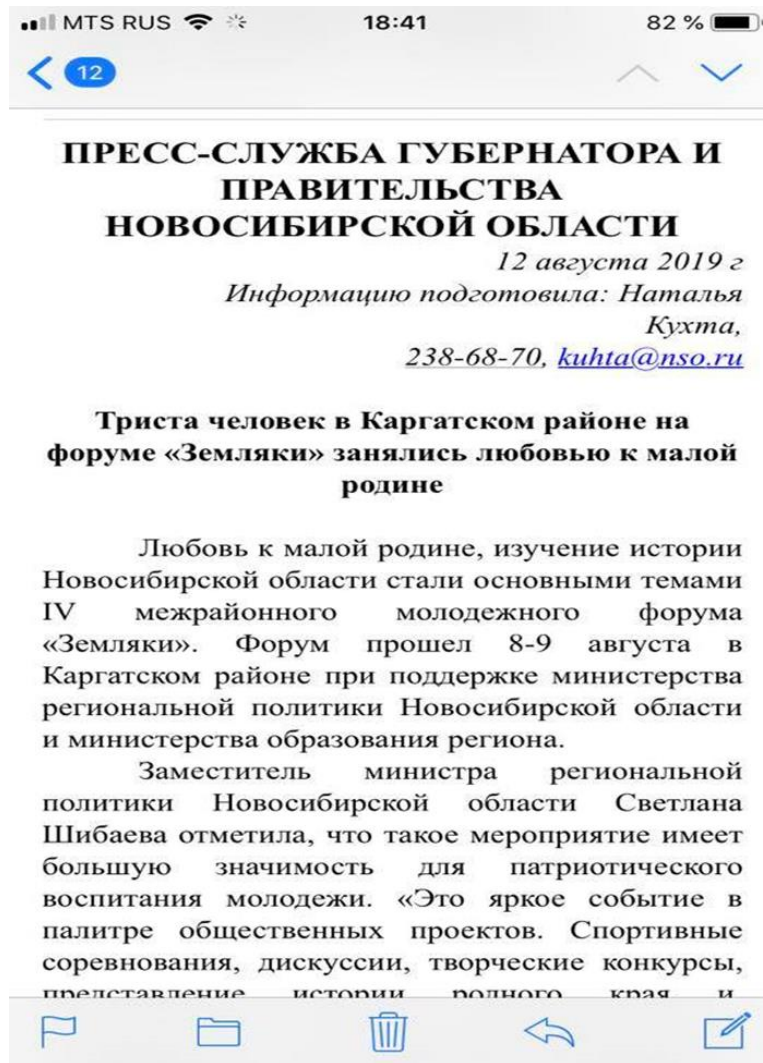 MTS RUS 18:41 82 %
12
ПРЕСС-СЛУЖБА ГУБЕРНАТОРА И
ПРАВИТЕЛЬСТВА
НОВОСИБИРСКОЙ ОБЛАСТИ
12 августа 2019 г
Информацию подготовила: Наталья
Кухта,
238-68-70, kuhta@nso.ru
Триста человек в Каргатском районе на
форуме «Земляки» занялись любовью к малой
родине
Любовь к малой родине, изучение истории
Новосибирской области стали основными темами
IV межрайонного молодежного форума
«Земляки». Форум прошел 8-9 августа в
Каргатском районе при поддержке министерства
региональной политики Новосибирской области
и министерства образования региона.
Заместитель министра региональной
политики Новосибирской области Светлана
Шибаева отметила, что такое мероприятие имеет
большую значимость для патриотического
воспитания молодежи. «Это яркое событие в
палитре общественных проектов. Спортивные
соревнования, дискуссии, творческие конкурсы,
представление истории родного края и